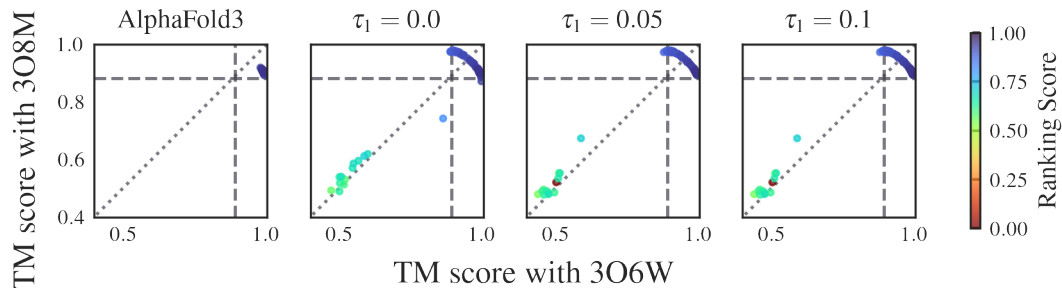 AlphaFold3
τ₁ = 0.0
τ₁ = 0.05
τ₁ = 0.1
TM score with 3O8M
1.0
0.8
0.6
0.4
0.5 1.0
0.5 1.0
0.5 1.0
0.5 1.0
TM score with 3O6W
1.00
0.75
0.50
0.25
0.00
Ranking Score